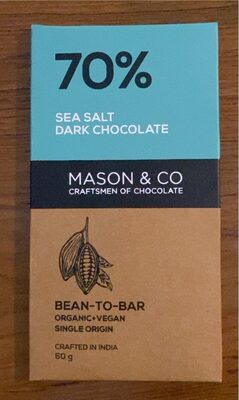 70%
SEA SALT
DARK CHOCOLATE
MASON & CO
CRAFTSMEN OF CHOCOLATE
BEAN-TO-BAR
ORGANIC+VEGAN
SINGLE ORIGIN
CRAFTED IN INDIA
60 g